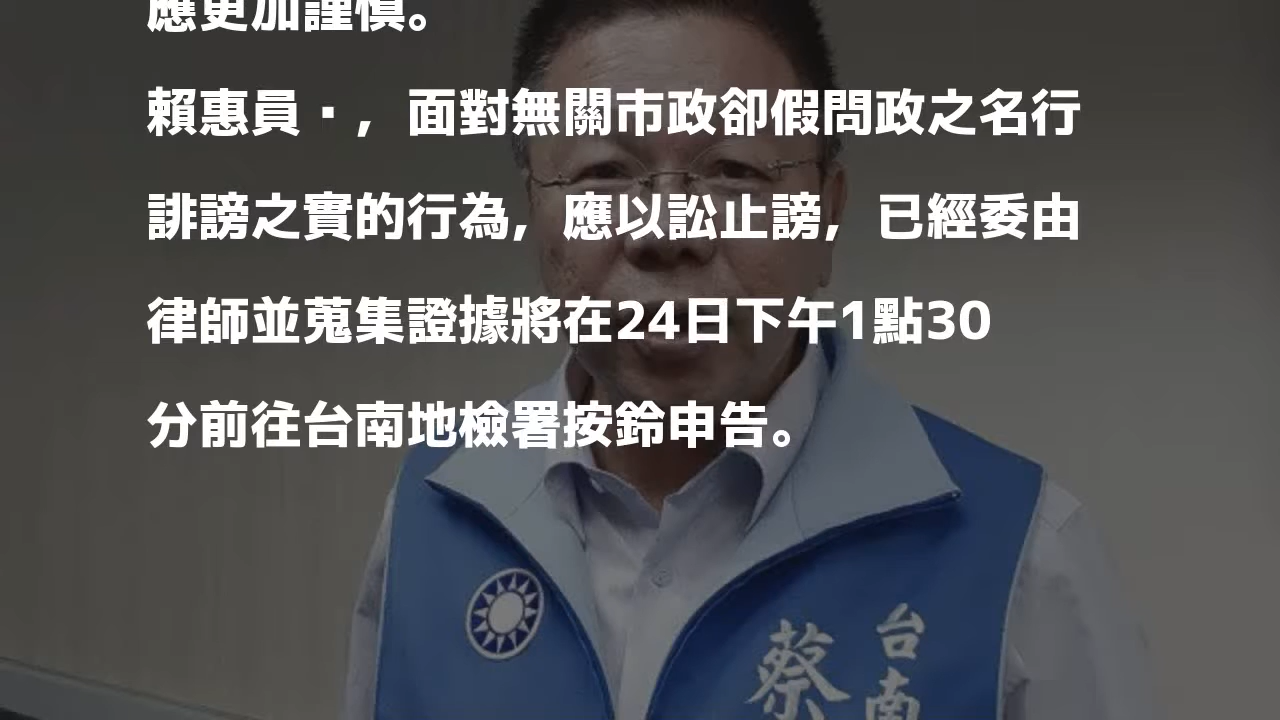 應更加謹慎。
賴惠員·，面對無關市政卻假問政之名行
誹謗之實的行為，應以訟止謗，已經委由
律師並蒐集證據將在24日下午1點30
分前往台南地檢署按鈴申告。
台南
蔡